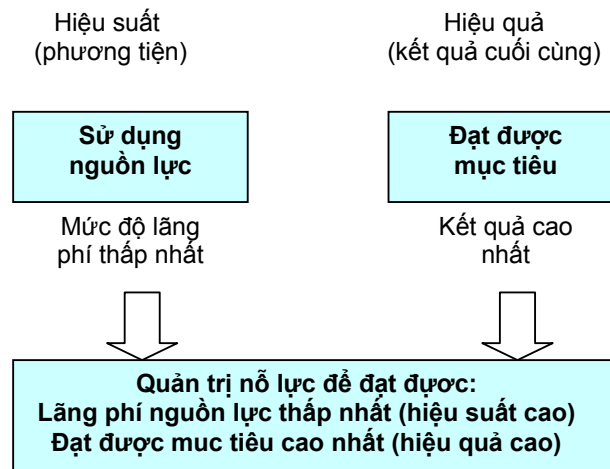 Hiệu suất
(phương tiện)
Hiệu quả
(kết quả cuối cùng)
Sử dụng
nguồn lực
Đạt được
mục tiêu
Mức độ lãng
phí thấp nhất
Kết quả cao
nhất
Quản trị nỗ lực để đạt đựơc:
Lãng phí nguồn lực thấp nhất (hiệu suất cao)
Đạt được muc tiêu cao nhất (hiệu quả cao)